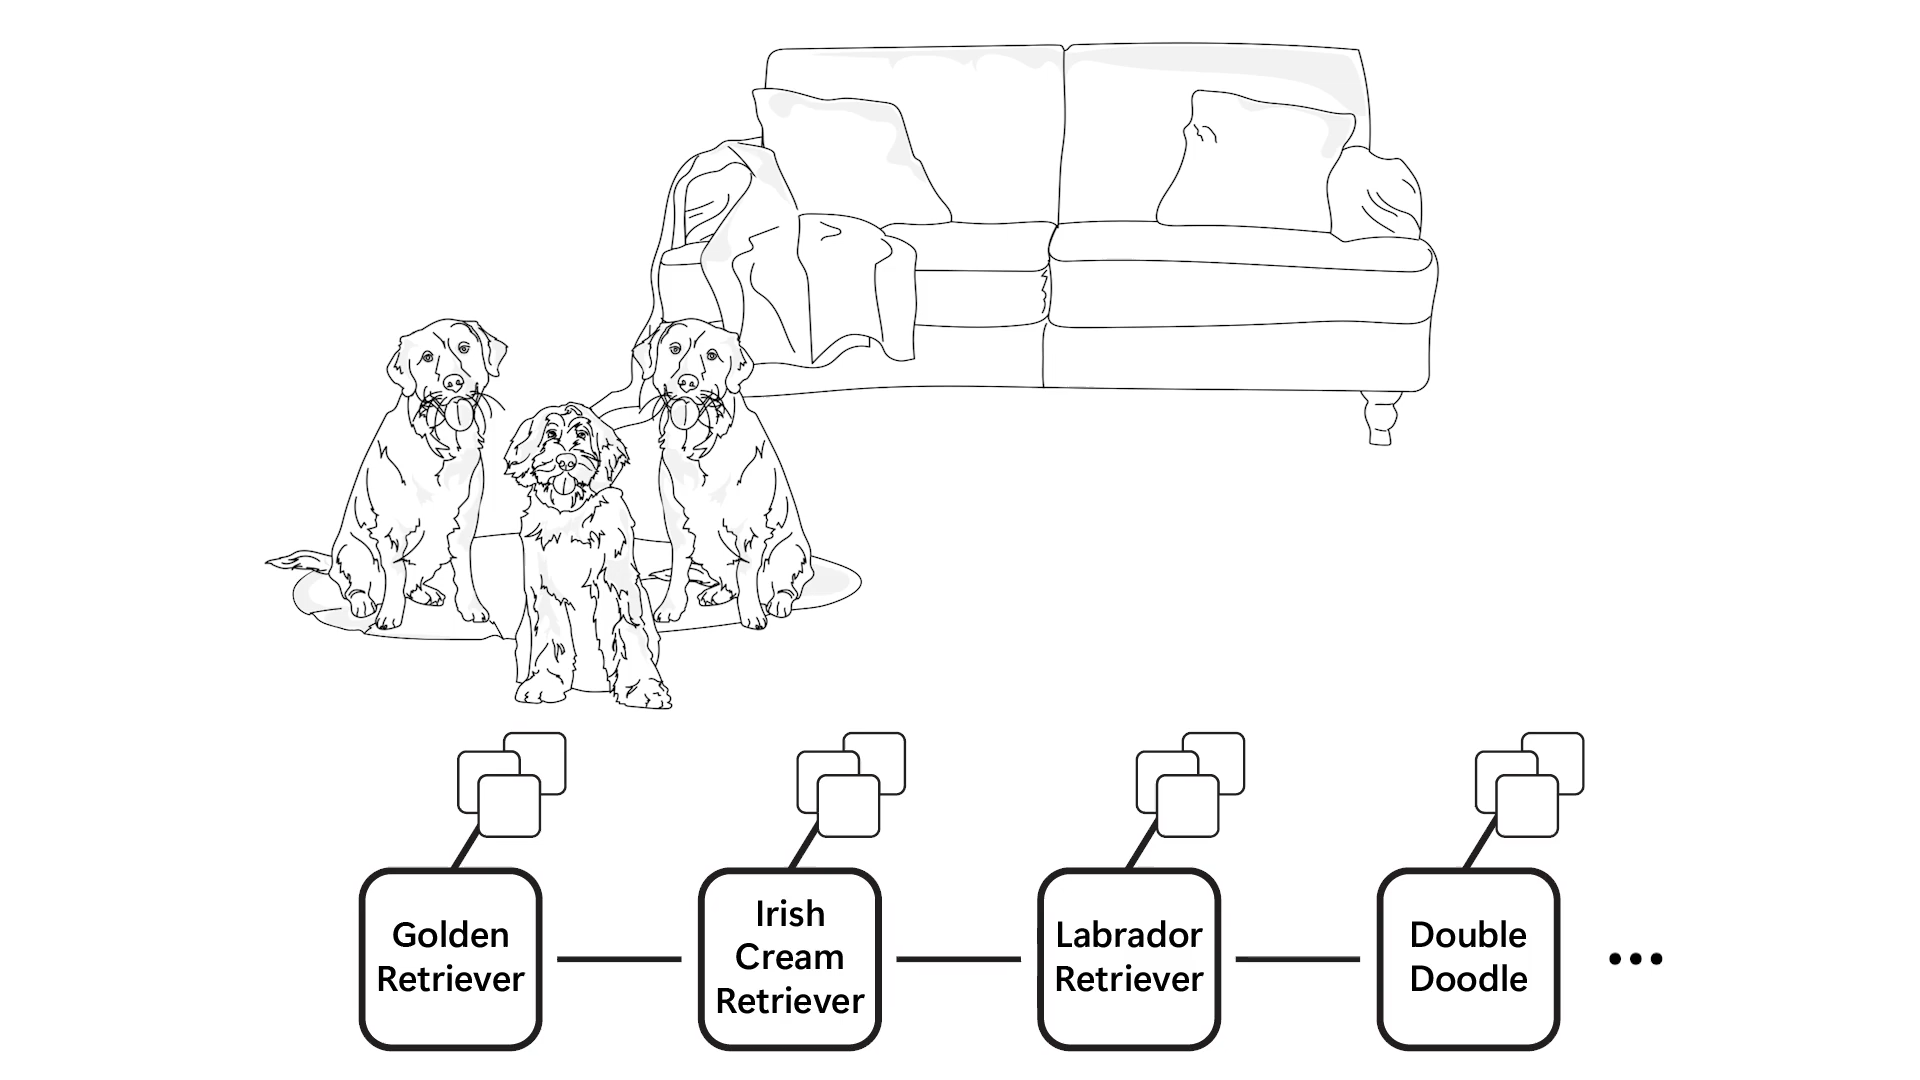 Golden
Retriever
Irish
Cream
Retriever
Labrador
Retriever
Double
Doodle
...